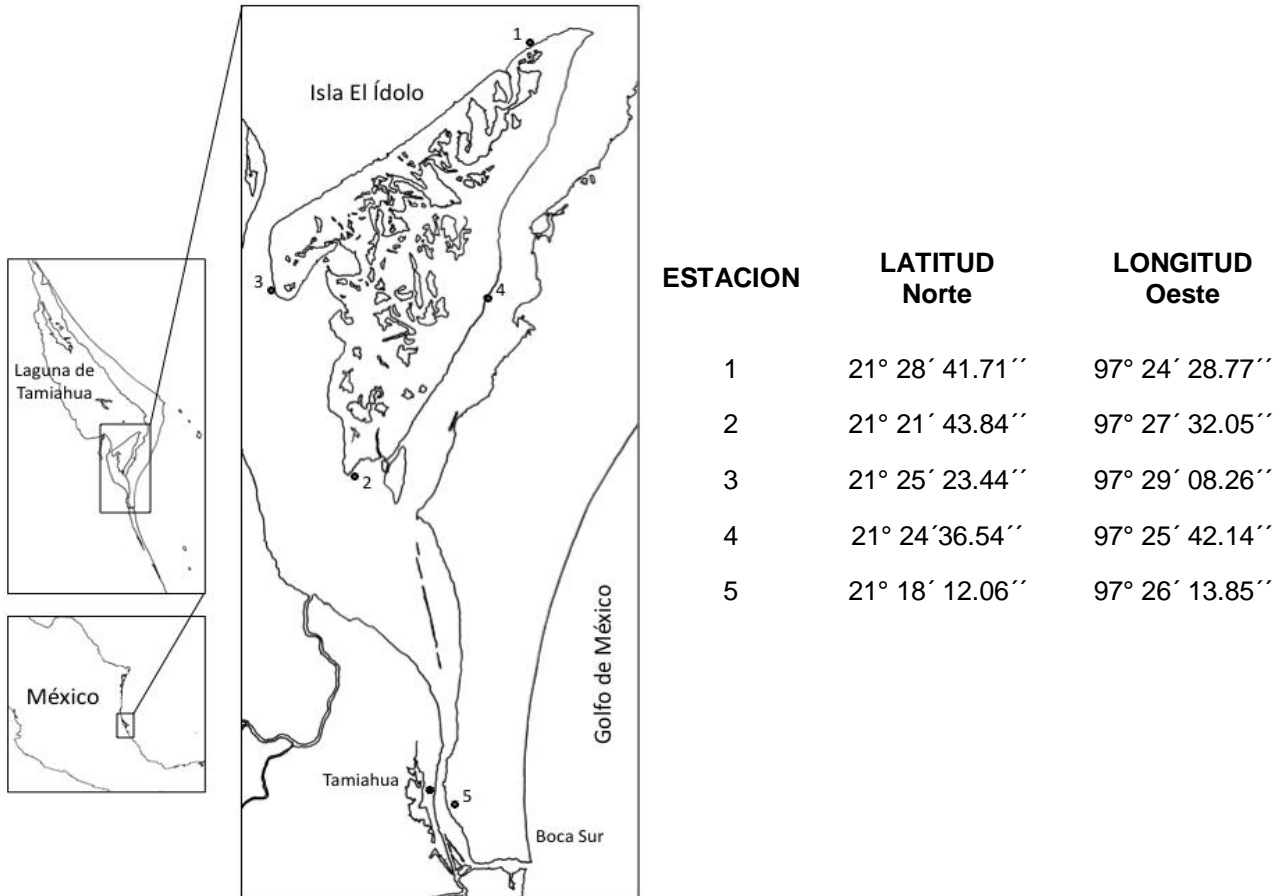 1
Isla El Ídolo
3
4
2
Laguna de
Tamiahua
México
Golfo de México
Tamiahua
5
Boca Sur
ESTACION LATITUD Norte LONGITUD Oeste
1 21° 28´ 41.71´´ 97° 24´ 28.77´´
2 21° 21´ 43.84´´ 97° 27´ 32.05´´
3 21° 25´ 23.44´´ 97° 29´ 08.26´´
4 21° 24´36.54´´ 97° 25´ 42.14´´
5 21° 18´ 12.06´´ 97° 26´ 13.85´´